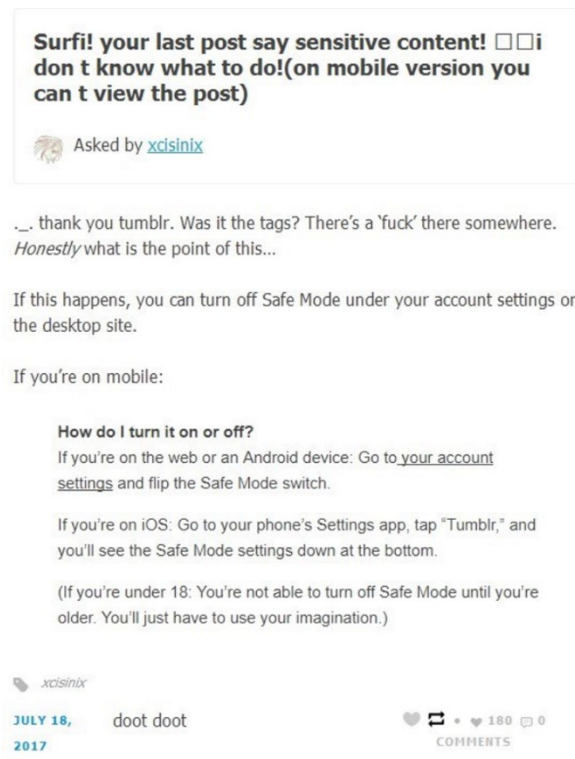 Surfi! your last post say sensitive content! □□i
don t know what to do!(on mobile version you
can t view the post)
Asked by xcisinix
._. thank you tumblr. Was it the tags? There's a 'fuck' there somewhere.
Honestly what is the point of this...
If this happens, you can turn off Safe Mode under your account settings or
the desktop site.
If you're on mobile:
How do I turn it on or off?
If you're on the web or an Android device: Go to your account
settings and flip the Safe Mode switch.
If you're on iOS: Go to your phone's Settings app, tap "Tumblr," and
you'll see the Safe Mode settings down at the bottom.
(If you're under 18: You're not able to turn off Safe Mode until you're
older. You'll just have to use your imagination.)
xcisinix
JULY 18,
2017
doot doot
180 0
COMMENTS